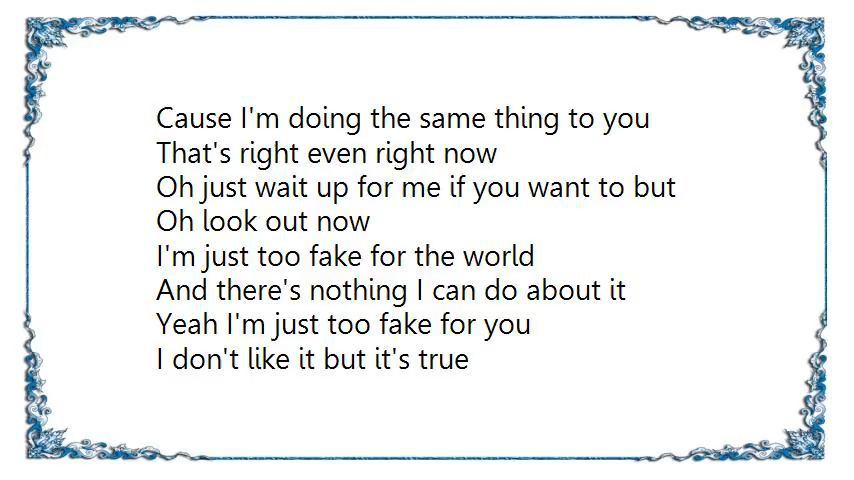 Cause I'm doing the same thing to you
That's right even right now
Oh just wait up for me if you want to but
Oh look out now
I'm just too fake for the world
And there's nothing I can do about it
Yeah I'm just too fake for you
I don't like it but it's true